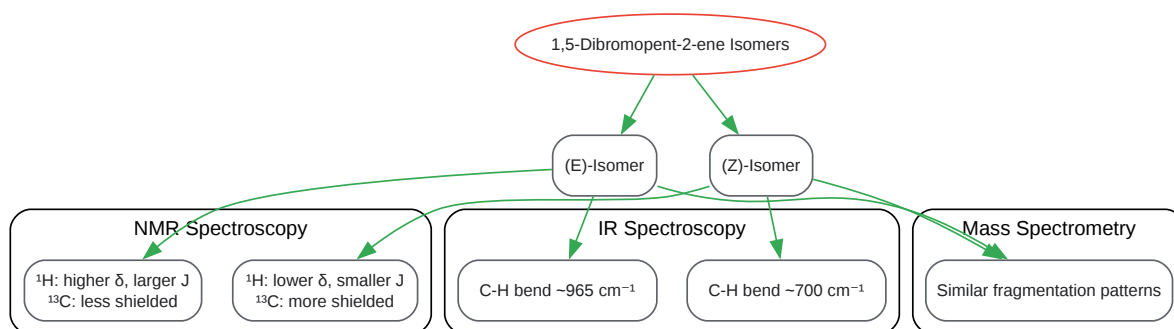 1,5-Dibromopent-2-ene Isomers
(E)-Isomer
(Z)-Isomer
NMR Spectroscopy
IR Spectroscopy
Mass Spectrometry
¹H: higher δ, larger J
¹³C: less shielded
¹H: lower δ, smaller J
¹³C: more shielded
C-H bend ~965 cm⁻¹
C-H bend ~700 cm⁻¹
Similar fragmentation patterns